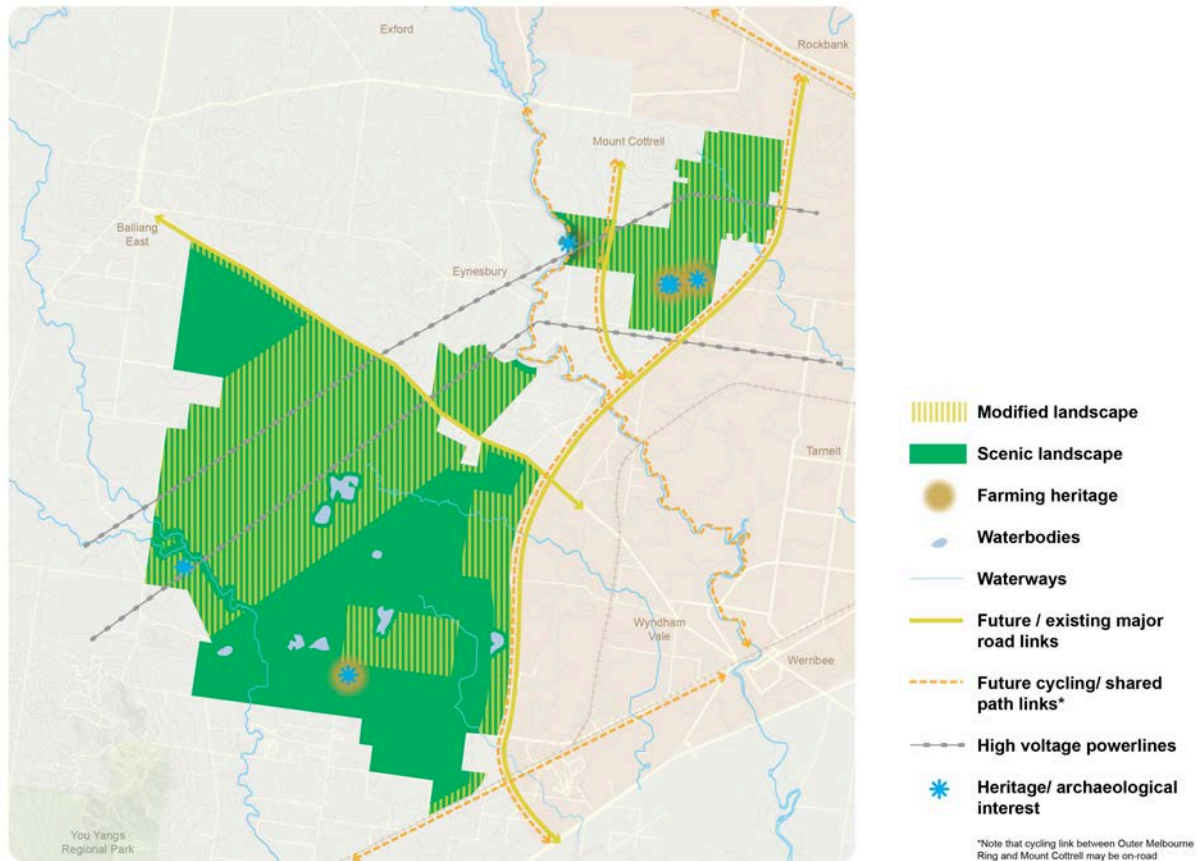 Exford
Rockbank
Mount Cottrell
Balliang
East
Eynesbury
Tarneit
Wyndham
Vale
Werribee
You Yangs
Regional Park
Modified landscape
Scenic landscape
Farming heritage
Waterbodies
Waterways
Future / existing major
road links
Future cycling/ shared
path links*
High voltage powerlines
Heritage/ archaeological
interest
*Note that cycling link between Outer Melbourne
Ring and Mount Cottrell may be on-road